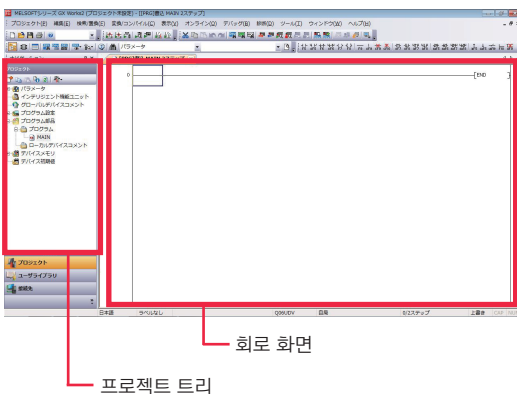 MELSOFTシリーズ GX Works2 (プロジェクト未設定) - [[PRG]書込 MAIN 2ステップ]
プロジェクト(P) 編集(E) 検索/置換(F) 変換/コンパイル(C) 表示(V) オンライン(O) デバッグ(B) 診断(D) ツール(T) ウィンドウ(W) ヘルプ(H)
パラメータ
プロジェクト
パラメータ
インテリジェント機能ユニット
グローバルデバイスコメント
プログラム設定
プログラム部品
プログラム
MAIN
ローカルデバイスコメント
デバイスメモリ
デバイス初期値
0
[END ]
プロジェクト
ユーザライブラリ
接続先
日本語 ラベルなし Q06UDV 自局 0/2ステップ 上書き CAP NUM
회로 화면
프로젝트 트리